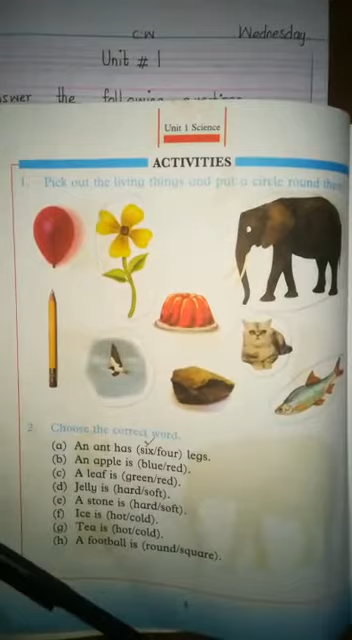 CW Wednesday
Unit # 1
the following questions
Unit 1 Science
ACTIVITIES
1. Pick out the living things and put a circle round them
2. Choose the correct word.
(a) An ant has (six/four) legs.
(b) An apple is (blue/red).
(c) A leaf is (green/red).
(d) Jelly is (hard/soft).
(e) A stone is (hard/soft).
(f) Ice is (hot/cold).
(g) Tea is (hot/cold).
(h) A football is (round/square).